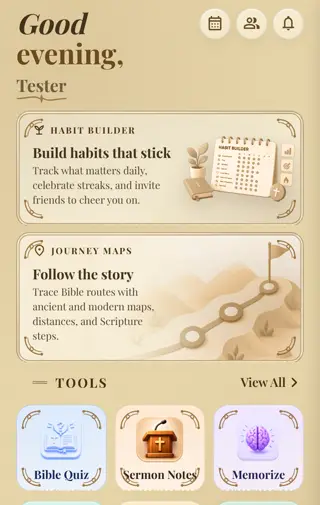 Good
evening,
Tester
HABIT BUILDER
Build habits that stick
Track what matters daily,
celebrate streaks, and invite
friends to cheer you on.
HABIT BUILDER
JOURNEY MAPS
Follow the story
Trace Bible routes with
ancient and modern maps,
distances, and Scripture
steps.
TOOLS
View All
Bible Quiz
Sermon Notes
Memorize